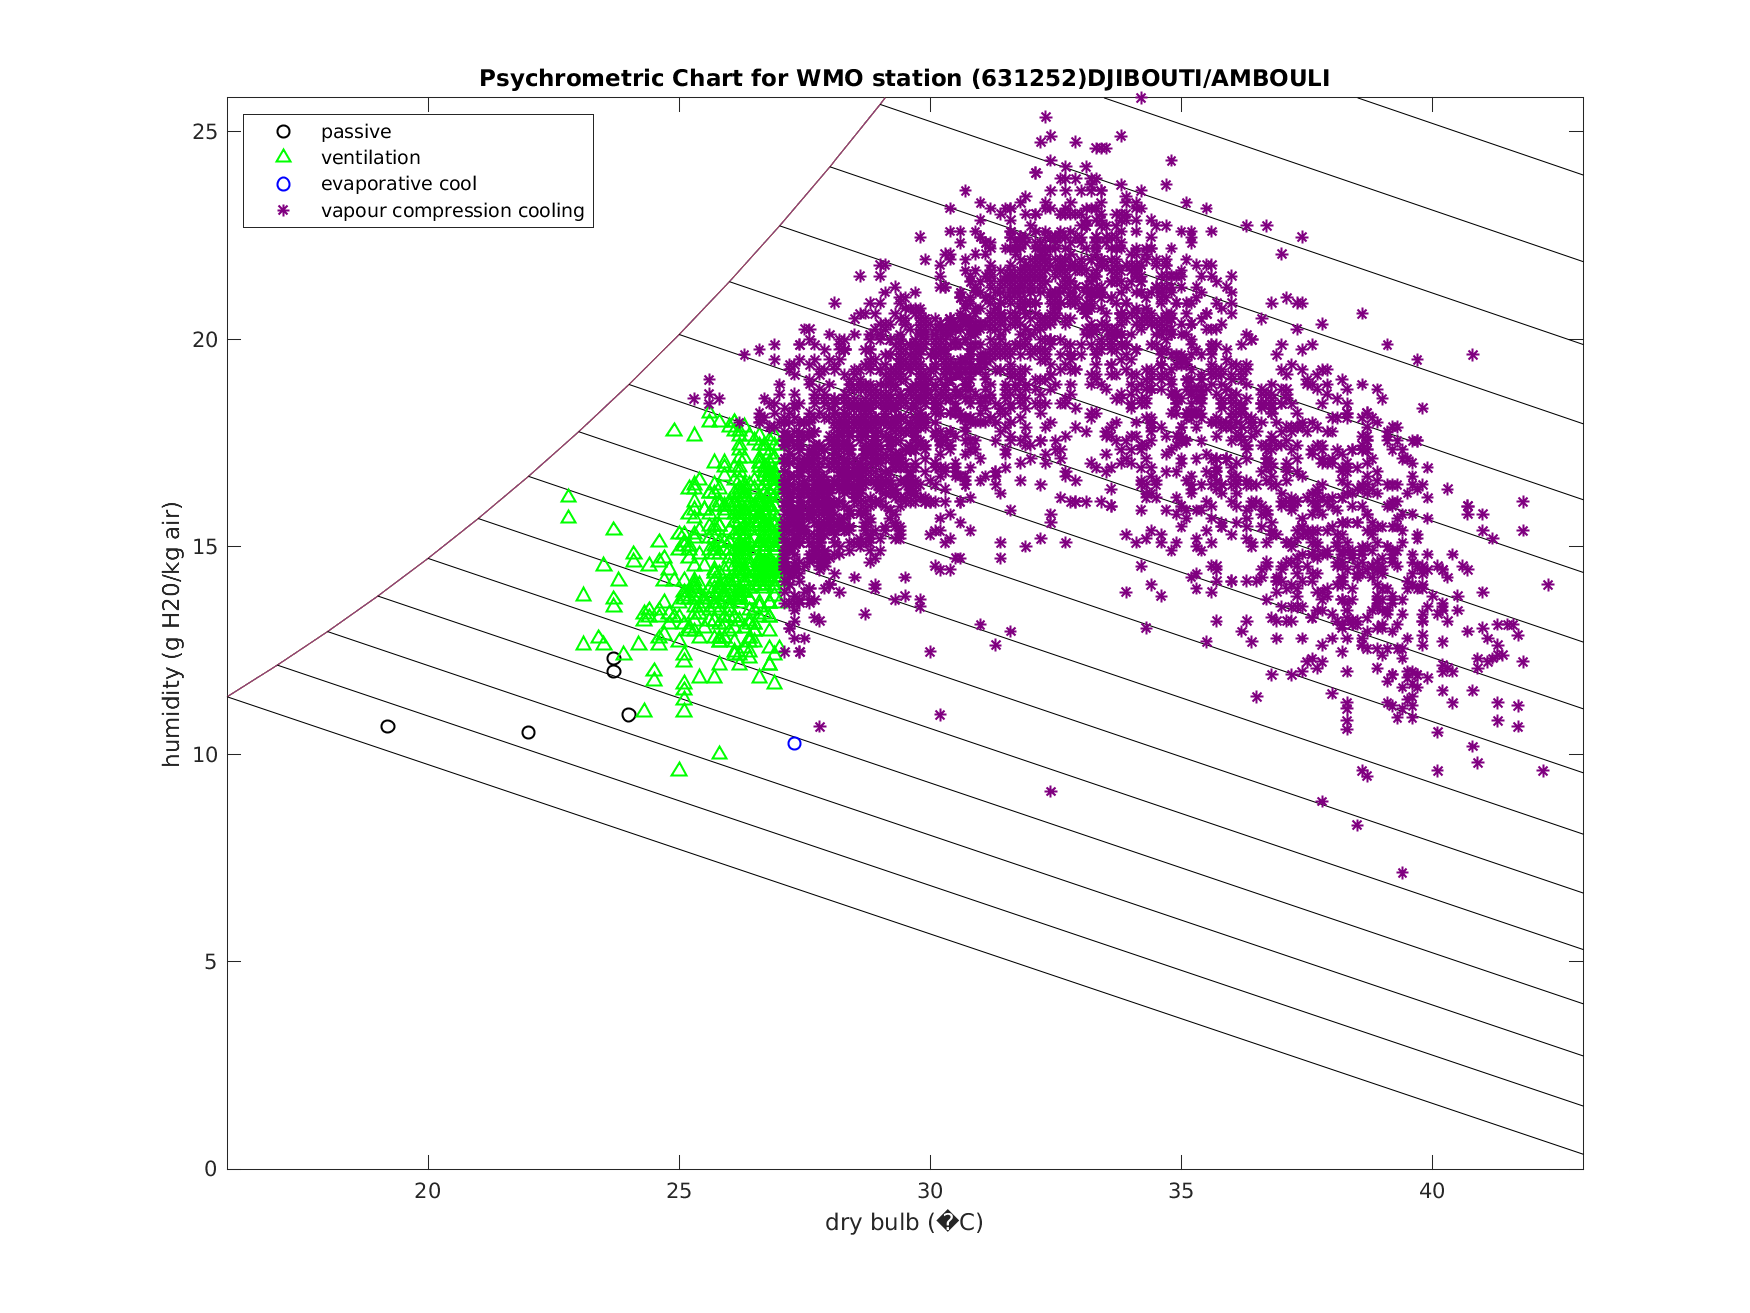 Psychrometric Chart for WMO station (631252)DJIBOUTI/AMBOULI
passive
ventilation
evaporative cool
vapour compression cooling
25
20
15
10
5
0
humidity (g H20/kg air)
20 25 30 35 40
dry bulb (�C)